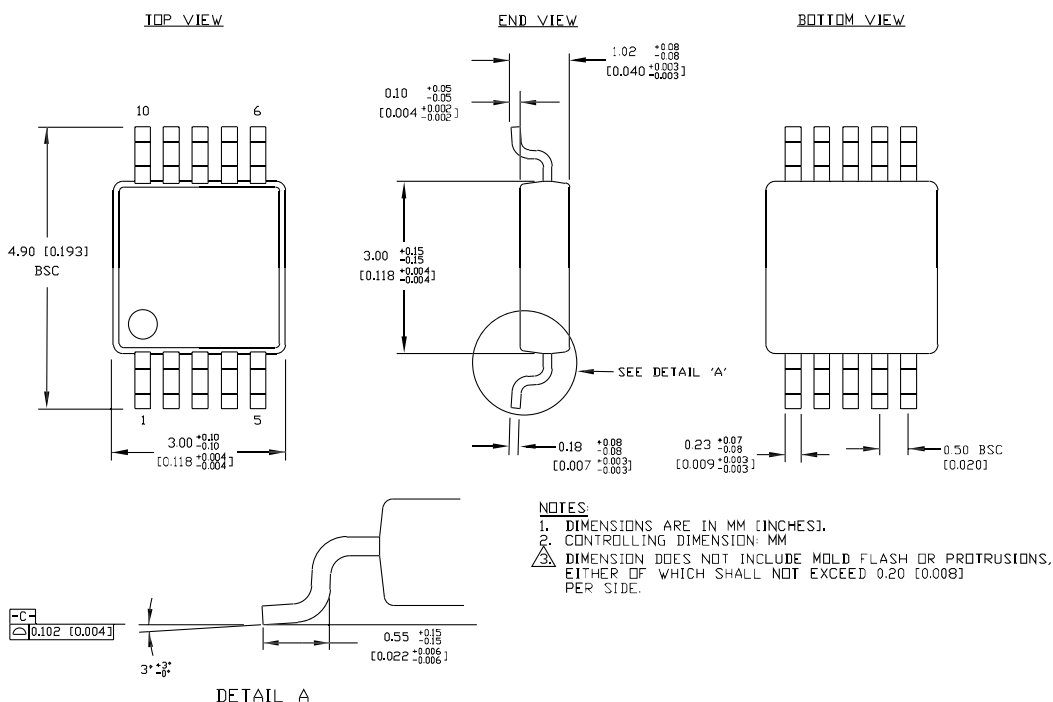 TOP VIEW
END VIEW
BOTTOM VIEW
1.02 +0.08 -0.08
[0.040 +0.003 -0.003]
0.10 +0.05 -0.05
[0.004 +0.002 -0.002]
10
6
4.90 [0.193]
BSC
3.00 +0.15 -0.15
[0.118 +0.004 -0.004]
SEE DETAIL 'A'
1
5
3.00 +0.10 -0.10
[0.118 +0.004 -0.004]
0.18 +0.08 -0.08
[0.007 +0.003 -0.003]
0.23 +0.07 -0.08
[0.009 +0.003 -0.003]
0.50 BSC
[0.020]
NOTES:
1. DIMENSIONS ARE IN MM [INCHES].
2. CONTROLLING DIMENSION: MM
3. DIMENSION DOES NOT INCLUDE MOLD FLASH OR PROTRUSIONS,
EITHER OF WHICH SHALL NOT EXCEED 0.20 [0.008]
PER SIDE.
-C-
0.102 [0.004]
3° +3° -0°
0.55 +0.15 -0.15
[0.022 +0.006 -0.006]
DETAIL A